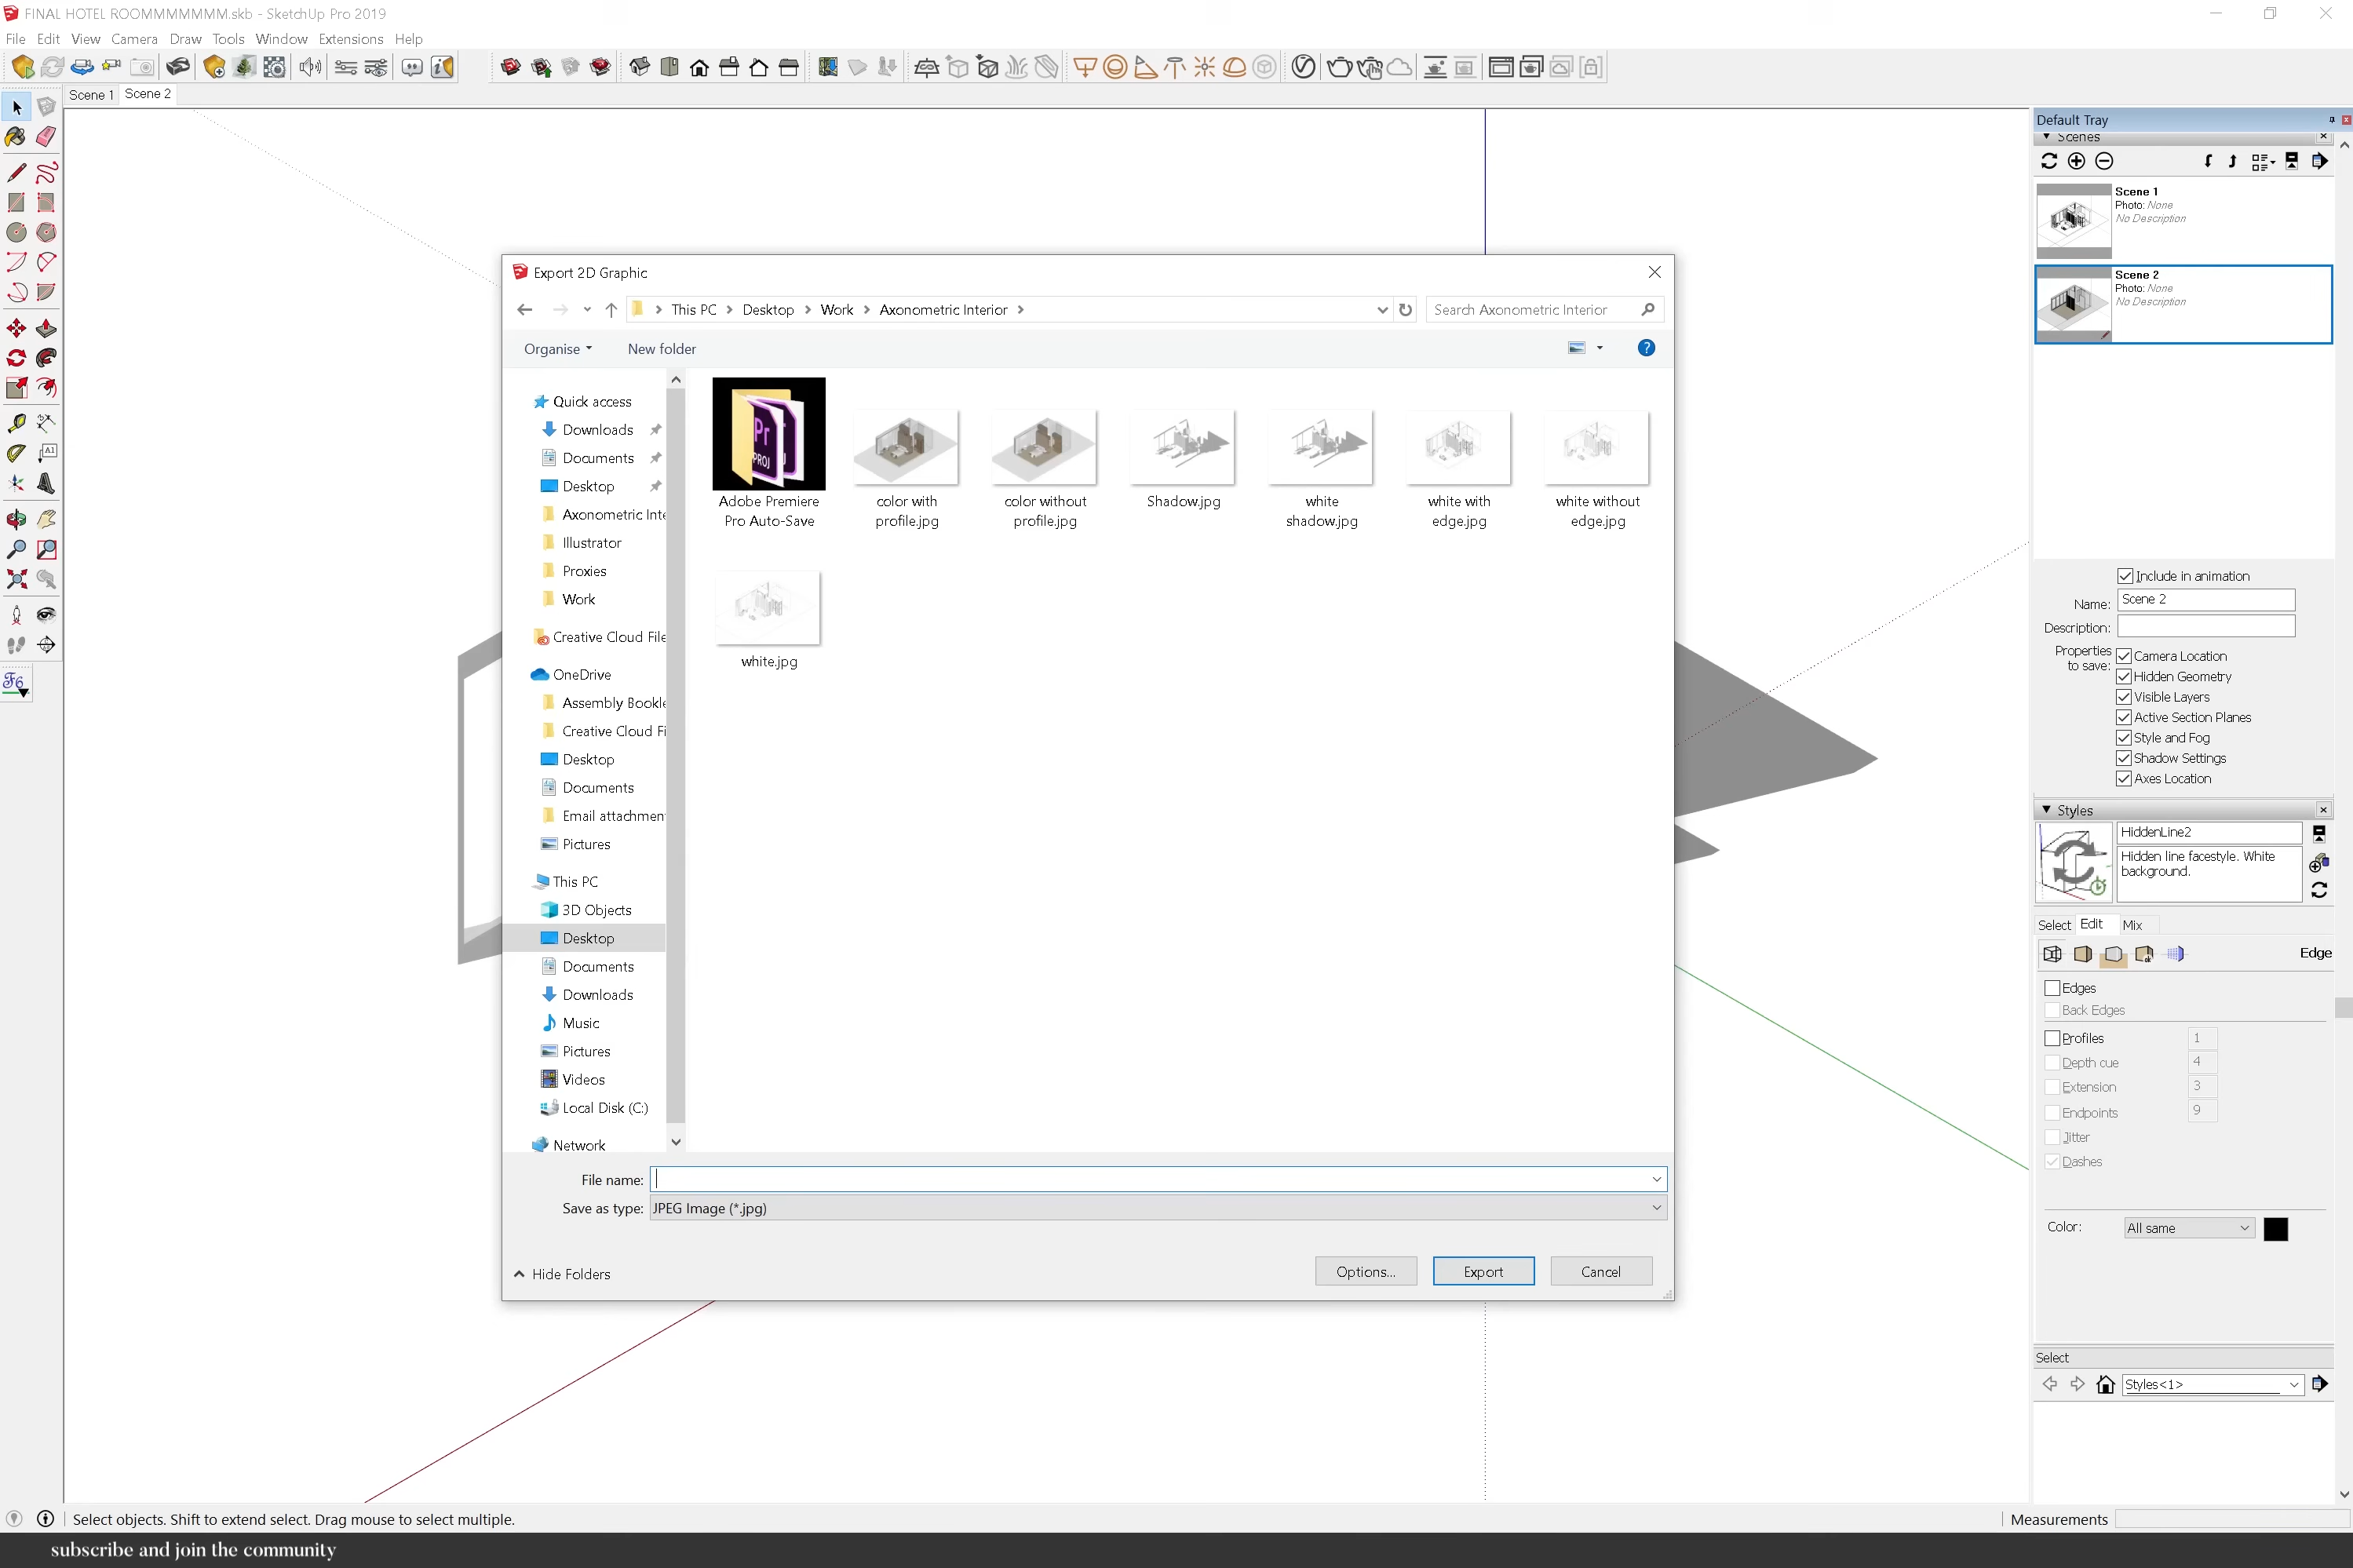 FINAL HOTEL ROOMMMMMMM.skb - SketchUp Pro 2019
File Edit View Camera Draw Tools Window Extensions Help
Scene 1 Scene 2
Default Tray
Scenes
Scene 1
Photo: None
No Description
Scene 2
Photo: None
No Description
Export 2D Graphic
This PC Desktop Work Axonometric Interior
Search Axonometric Interior
Organise New folder
Quick access
Downloads
Documents
Desktop
Axonometric Inte
Illustrator
Proxies
Work
Creative Cloud File
OneDrive
Assembly Bookle
Creative Cloud Fi
Desktop
Documents
Email attachmen
Pictures
This PC
3D Objects
Desktop
Documents
Downloads
Music
Pictures
Videos
Local Disk (C:)
Network
Pr
PROJ
Adobe Premiere
Pro Auto-Save
color with
profile.jpg
color without
profile.jpg
Shadow.jpg
white
shadow.jpg
white with
edge.jpg
white without
edge.jpg
white.jpg
File name:
Save as type: JPEG Image (*.jpg)
Hide Folders
Options... Export Cancel
Include in animation
Name: Scene 2
Description:
Properties
to save:
Camera Location
Hidden Geometry
Visible Layers
Active Section Planes
Style and Fog
Shadow Settings
Axes Location
Styles
HiddenLine2
Hidden line facestyle. White
background.
Select Edit Mix
Edge
Edges
Back Edges
Profiles 1
Depth cue 4
Extension 3
Endpoints 9
Jitter
Dashes
Color: All same
Select
Styles<1>
Select objects. Shift to extend select. Drag mouse to select multiple.
Measurements
subscribe and join the community